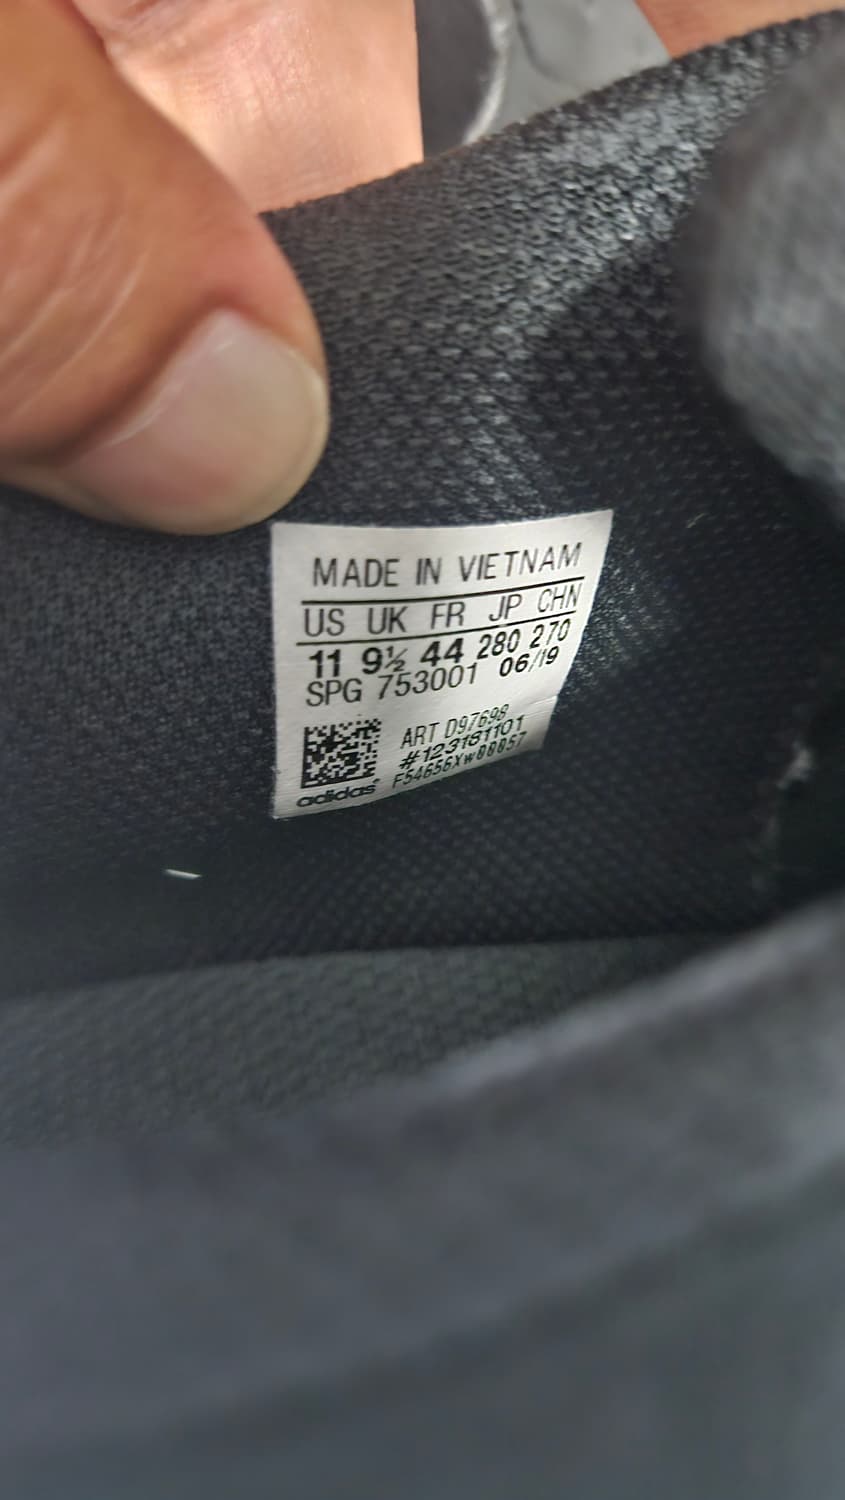 MADE IN VIETNAM
US UK FR JP CHN
11 9½ 44 280 270
SPG 753001 06/19
ART D97698
#123181101
F54656XW00057
adidas